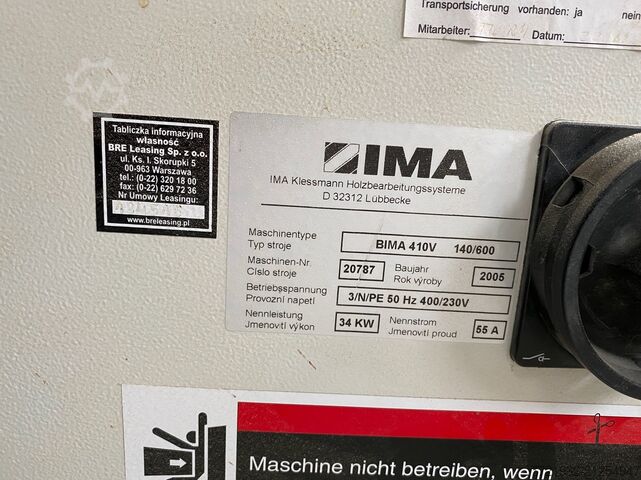 Transportsicherung vorhanden: ja nein
Mitarbeiter: Datum:
Tabliczka informacyjna
własność
BRE Leasing Sp. z o.o.
ul. Ks. I. Skorupki 5
00-963 Warszawa
tel.: (0-22) 320 18 00
fax: (0-22) 629 72 36
Nr Umowy Leasingu:
www.breleasing.pl
IMA
IMA Klessmann Holzbearbeitungssysteme
D 32312 Lübbecke
Maschinentype
Typ stroje
BIMA 410V 140/600
Maschinen-Nr.
Císlo stroje
20787
Baujahr
Rok výroby
2005
Betriebsspannung
Provozní napetí
3/N/PE 50 Hz 400/230V
Nennleistung
Jmenovití výkon
34 KW
Nennstrom
Jmenovití proud
55 A
Maschine nicht betreiben, wenn